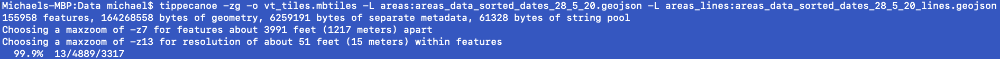 Michaels-MBP:Data michael$ tippecanoe -zg -o vt_tiles.mbtiles -L areas:areas_data_sorted_dates_28_5_20.geojson -L areas_lines:areas_data_sorted_dates_28_5_20_lines.geojson
155958 features, 164268558 bytes of geometry, 6259191 bytes of separate metadata, 61328 bytes of string pool
Choosing a maxzoom of -z7 for features about 3991 feet (1217 meters) apart
Choosing a maxzoom of -z13 for resolution of about 51 feet (15 meters) within features
  99.9%  13/4889/3317